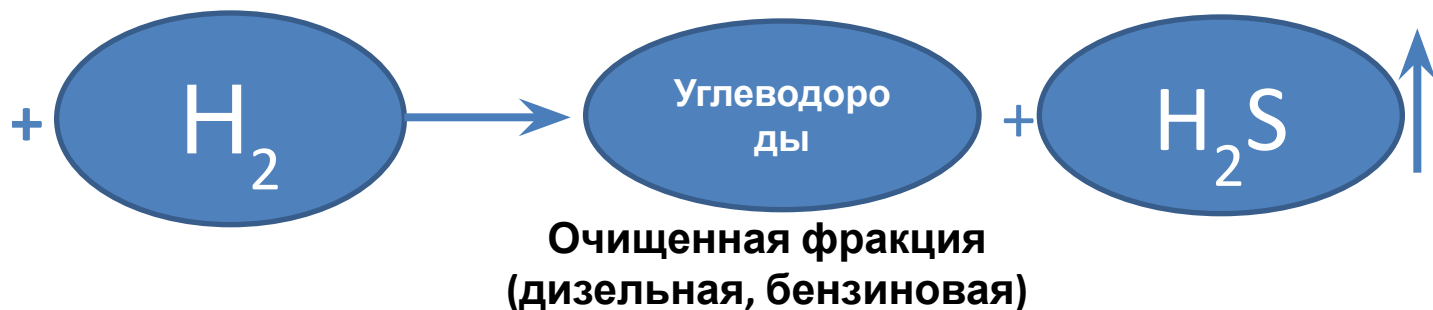 + H₂ Углеводоро
ды + H₂S
Очищенная фракция
(дизельная, бензиновая)